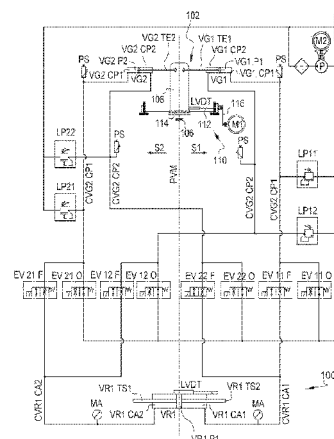 102
VG2 TE2
VG1 TE1
M2
VG2 CP2
VG1 CP2
PS
VG2 P2
VG1 P1
PS
VG2 CP1
VG2
VG1
VG1 CP1
P
106
LVDT
116
M1
114
106
112
110
PS
PS
LP22
S2
S1
LP11
LP21
CVG2 CP1
CVG2 CP2
PVM
CVG2 CP2
CVG2 CP1
LP12
EV 21 F
EV 21 O
EV 12 F
EV 12 O
EV 22 F
EV 22 O
EV 11 F
EV 11 O
CVR1 CA2
CVR1 CA1
LVDT
100
VR1 TS1
VR1 TS2
MA
MA
VR1 CA2
VR1
VR1 CA1
VR1 P1